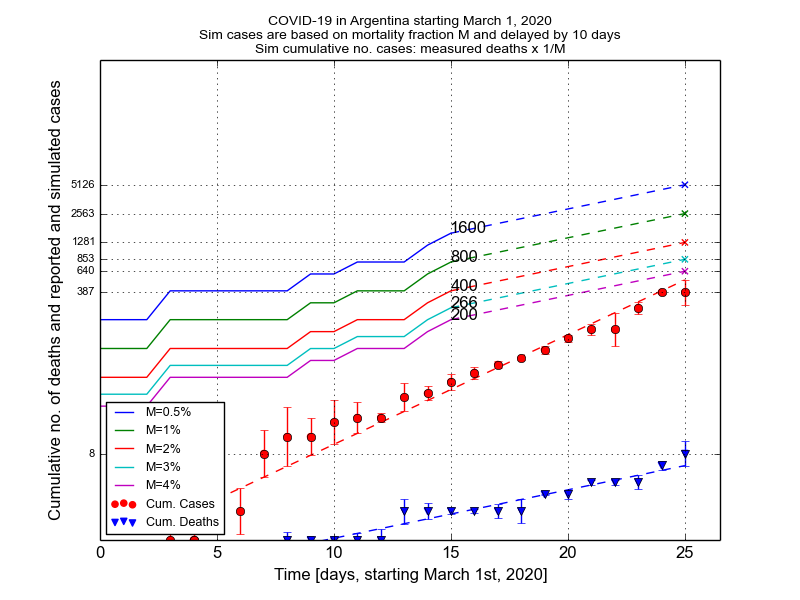 COVID-19 in Argentina starting March 1, 2020
Sim cases are based on mortality fraction M and delayed by 10 days
Sim cumulative no. cases: measured deaths x 1/M
Cumulative no. of deaths and reported and simulated cases
5126
2563
1281
853
640
387
8
1600
800
400
266
200
M=0.5%
M=1%
M=2%
M=3%
M=4%
Cum. Cases
Cum. Deaths
0 5 10 15 20 25
Time [days, starting March 1st, 2020]